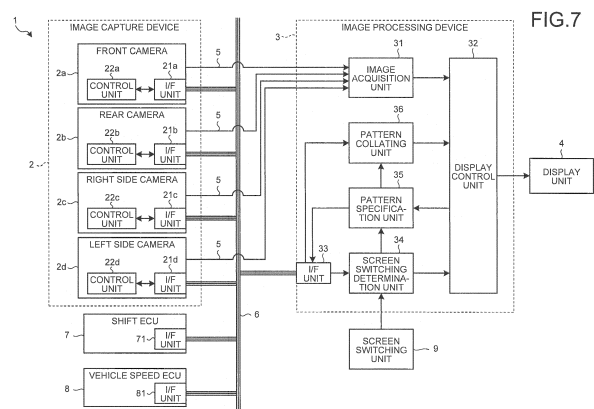 FIG.7
1
IMAGE CAPTURE DEVICE
2
FRONT CAMERA
2a
22a
CONTROL
UNIT
21a
I/F
UNIT
5
REAR CAMERA
2b
22b
CONTROL
UNIT
21b
I/F
UNIT
5
RIGHT SIDE CAMERA
2c
22c
CONTROL
UNIT
21c
I/F
UNIT
5
LEFT SIDE CAMERA
2d
22d
CONTROL
UNIT
21d
I/F
UNIT
5
6
SHIFT ECU
7
71
I/F
UNIT
VEHICLE SPEED ECU
8
81
I/F
UNIT
IMAGE PROCESSING DEVICE
3
31
IMAGE
ACQUISITION
UNIT
36
PATTERN
COLLATING
UNIT
35
PATTERN
SPECIFICA-
TION UNIT
33
I/F
UNIT
34
SCREEN
SWITCHING
DETERMINA-
TION UNIT
32
DISPLAY
CONTROL
UNIT
4
DISPLAY
UNIT
SCREEN
SWITCHING
UNIT
9